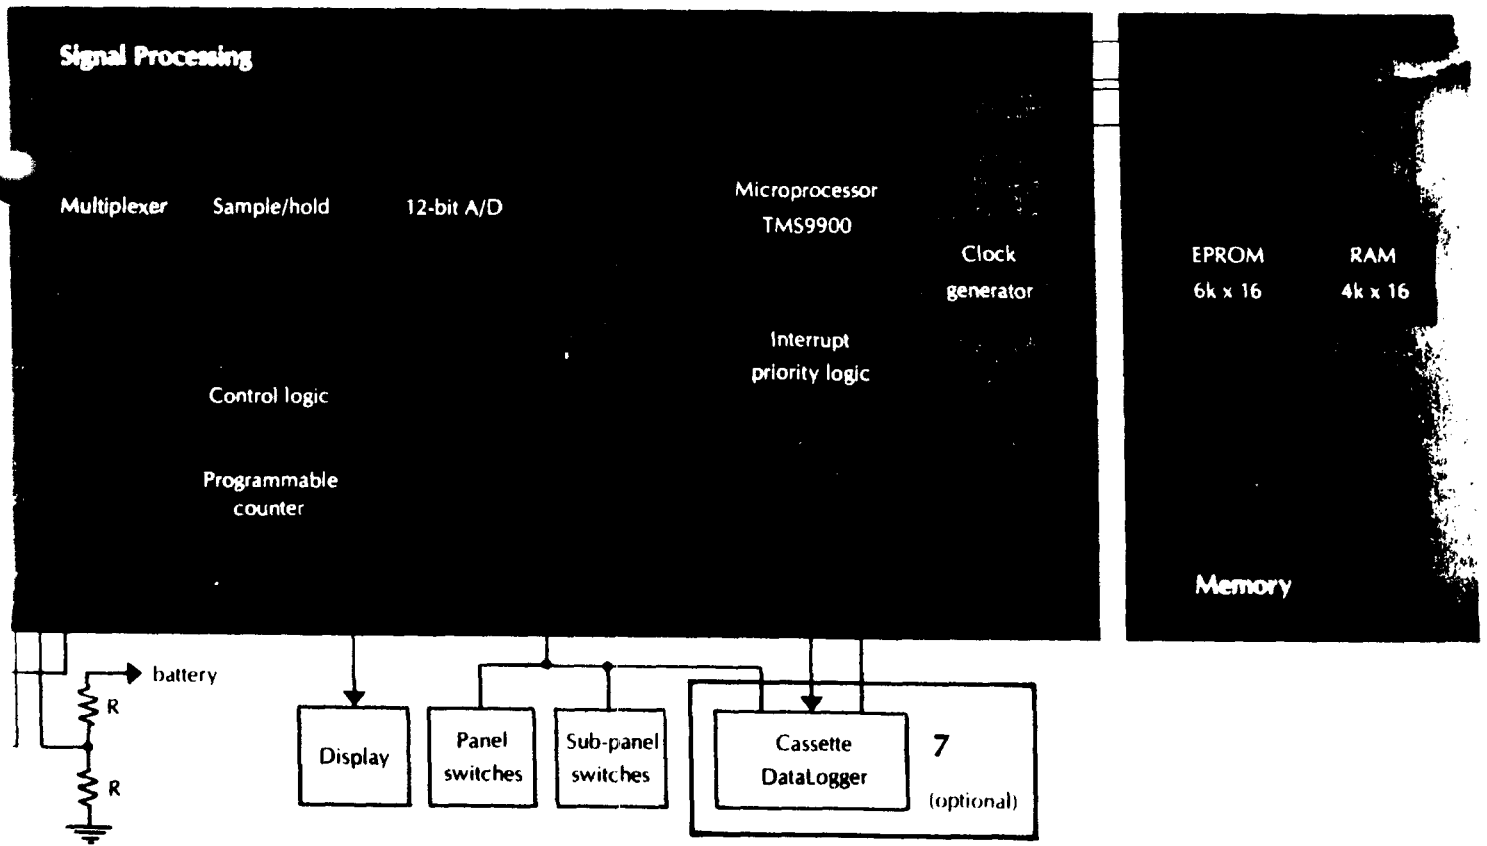 Signal Processing
Multiplexer
Sample/hold
12-bit A/D
Microprocessor
TMS9900
Clock
generator
Interrupt
priority logic
Control logic
Programmable
counter
EPROM
6k x 16
RAM
4k x 16
Memory
battery
R
R
Display
Panel
switches
Sub-panel
switches
Cassette
DataLogger
7
(optional)